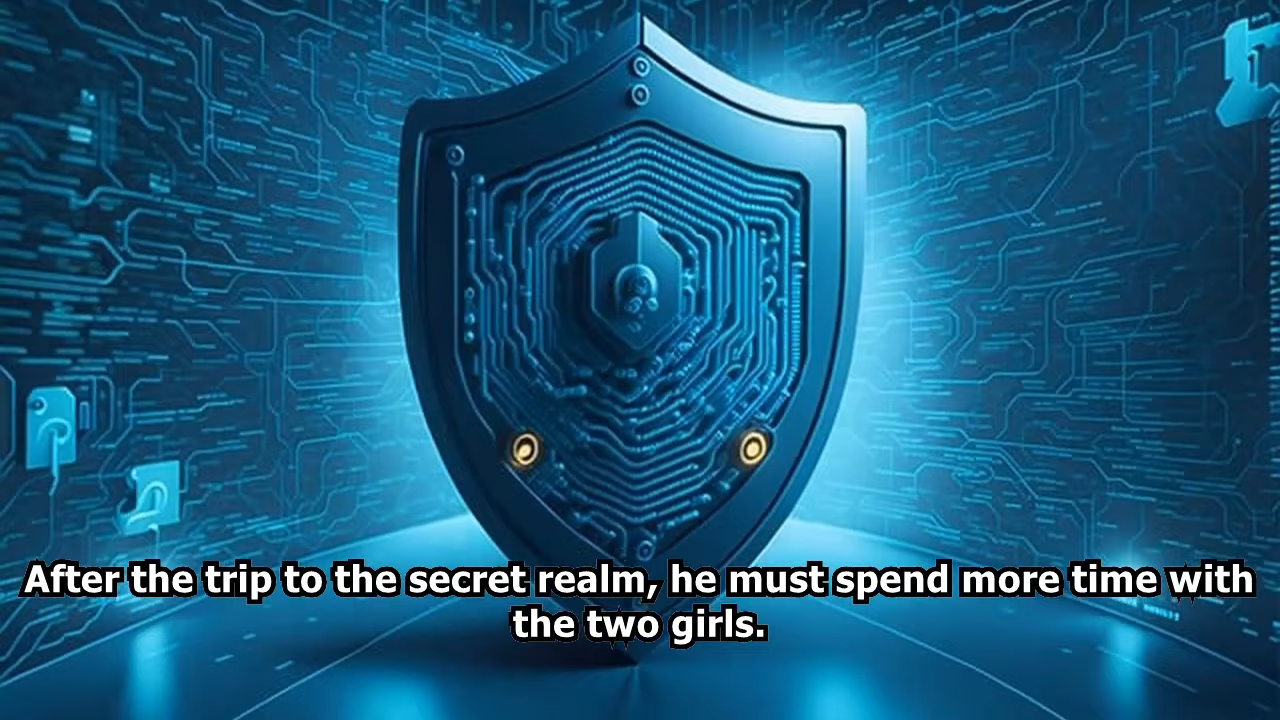 After the trip to the secret realm, he must spend more time with
the two girls.